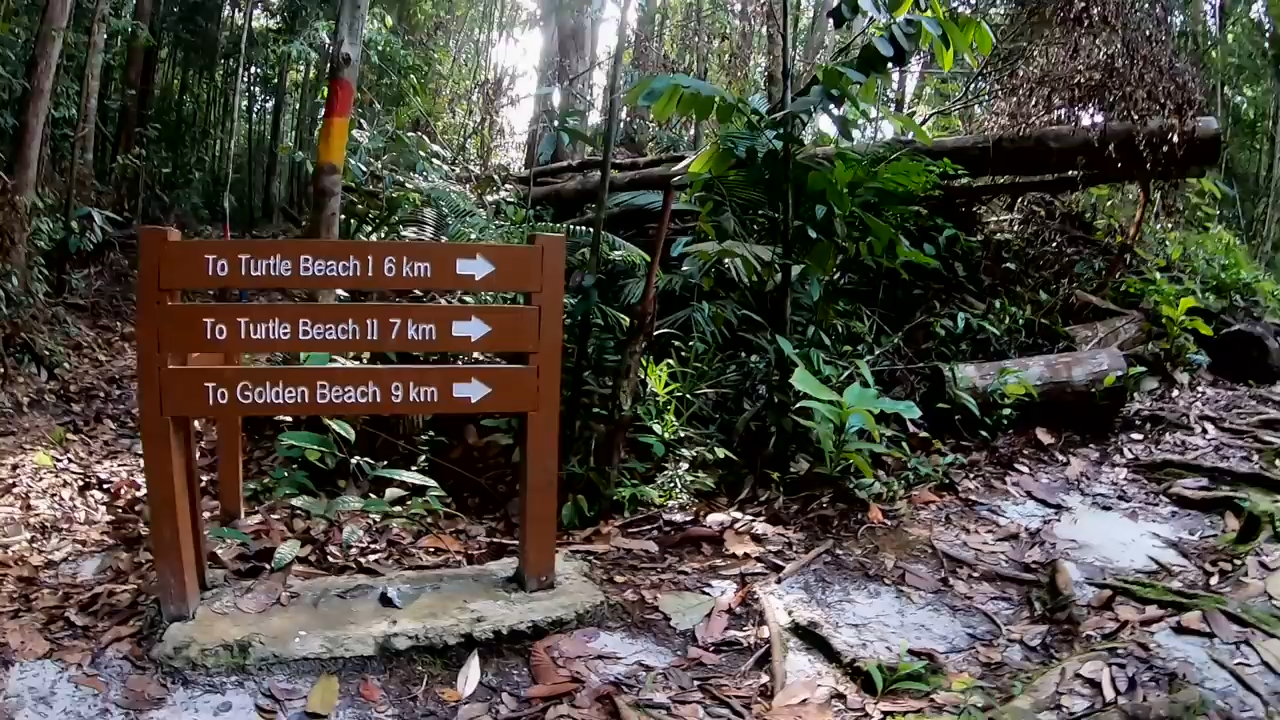 To Turtle Beach I 6 km
To Turtle Beach II 7 km
To Golden Beach 9 km